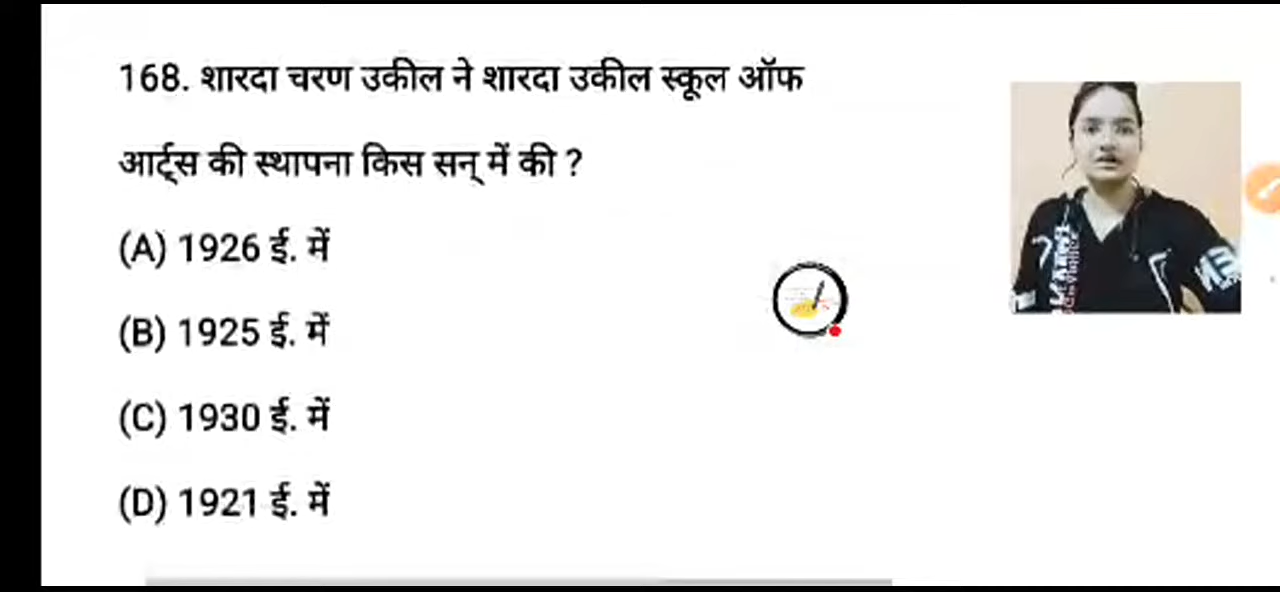 168. शारदा चरण उकील ने शारदा उकील स्कूल ऑफ
आर्ट्स की स्थापना किस सन् में की ?
(A) 1926 ई. में
(B) 1925 ई. में
(C) 1930 ई. में
(D) 1921 ई. में